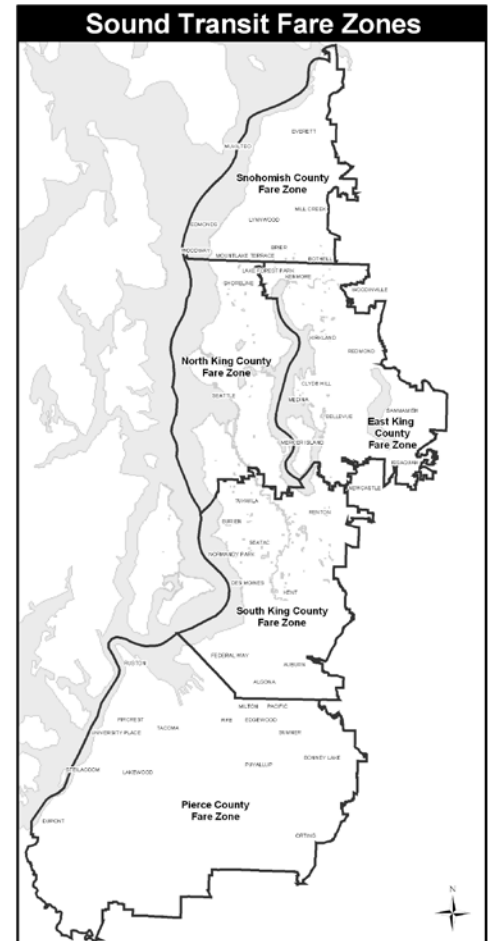 Sound Transit Fare Zones
EVERETT
MUKILTEO
Snohomish County
Fare Zone
MILL CREEK
LYNNWOOD
EDMONDS
BRIER
WOODWAY
MOUNTLAKE TERRACE
BOTHELL
LAKE FOREST PARK
KENMORE
SHORELINE
WOODINVILLE
KIRKLAND
REDMOND
North King County
Fare Zone
CLYDE HILL
SEATTLE
MEDINA
SAMMAMISH
BELLEVUE
East King
County
Fare Zone
MERCER ISLAND
ISSAQUAH
NEWCASTLE
TUKWILA
RENTON
BURIEN
SEATAC
NORMANDY PARK
DES MOINES
KENT
South King County
Fare Zone
FEDERAL WAY
RUSTON
AUBURN
ALGONA
MILTON
PACIFIC
FIRCREST
FIFE
EDGEWOOD
TACOMA
UNIVERSITY PLACE
SUMNER
BONNEY LAKE
STEILACOOM
LAKEWOOD
PUYALLUP
Pierce County
Fare Zone
DUPONT
ORTING
N